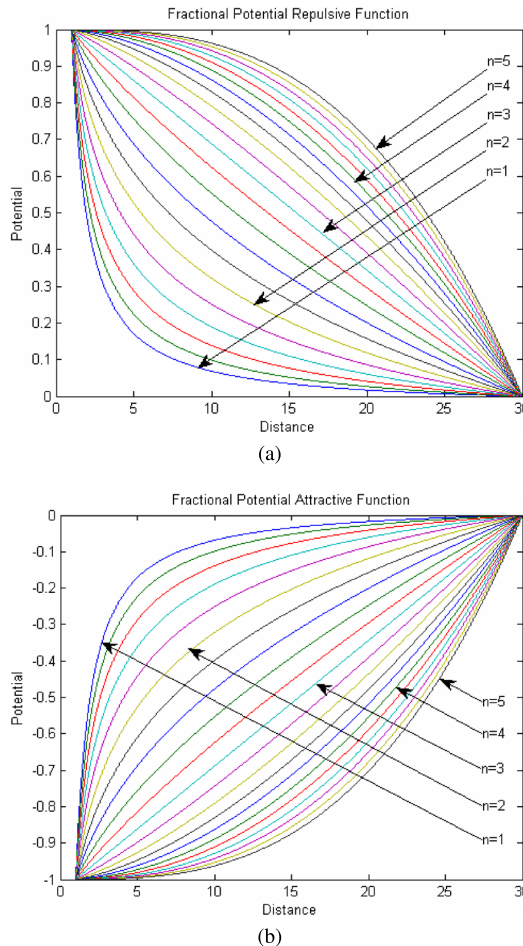 Fractional Potential Repulsive Function
1
0.9
0.8
0.7
0.6
0.5
0.4
0.3
0.2
0.1
0
Potential
n=5
n=4
n=3
n=2
n=1
0 5 10 15 20 25 30
Distance
(a)
Fractional Potential Attractive Function
0
-0.1
-0.2
-0.3
-0.4
-0.5
-0.6
-0.7
-0.8
-0.9
-1
Potential
n=5
n=4
n=3
n=2
n=1
0 5 10 15 20 25 30
Distance
(b)